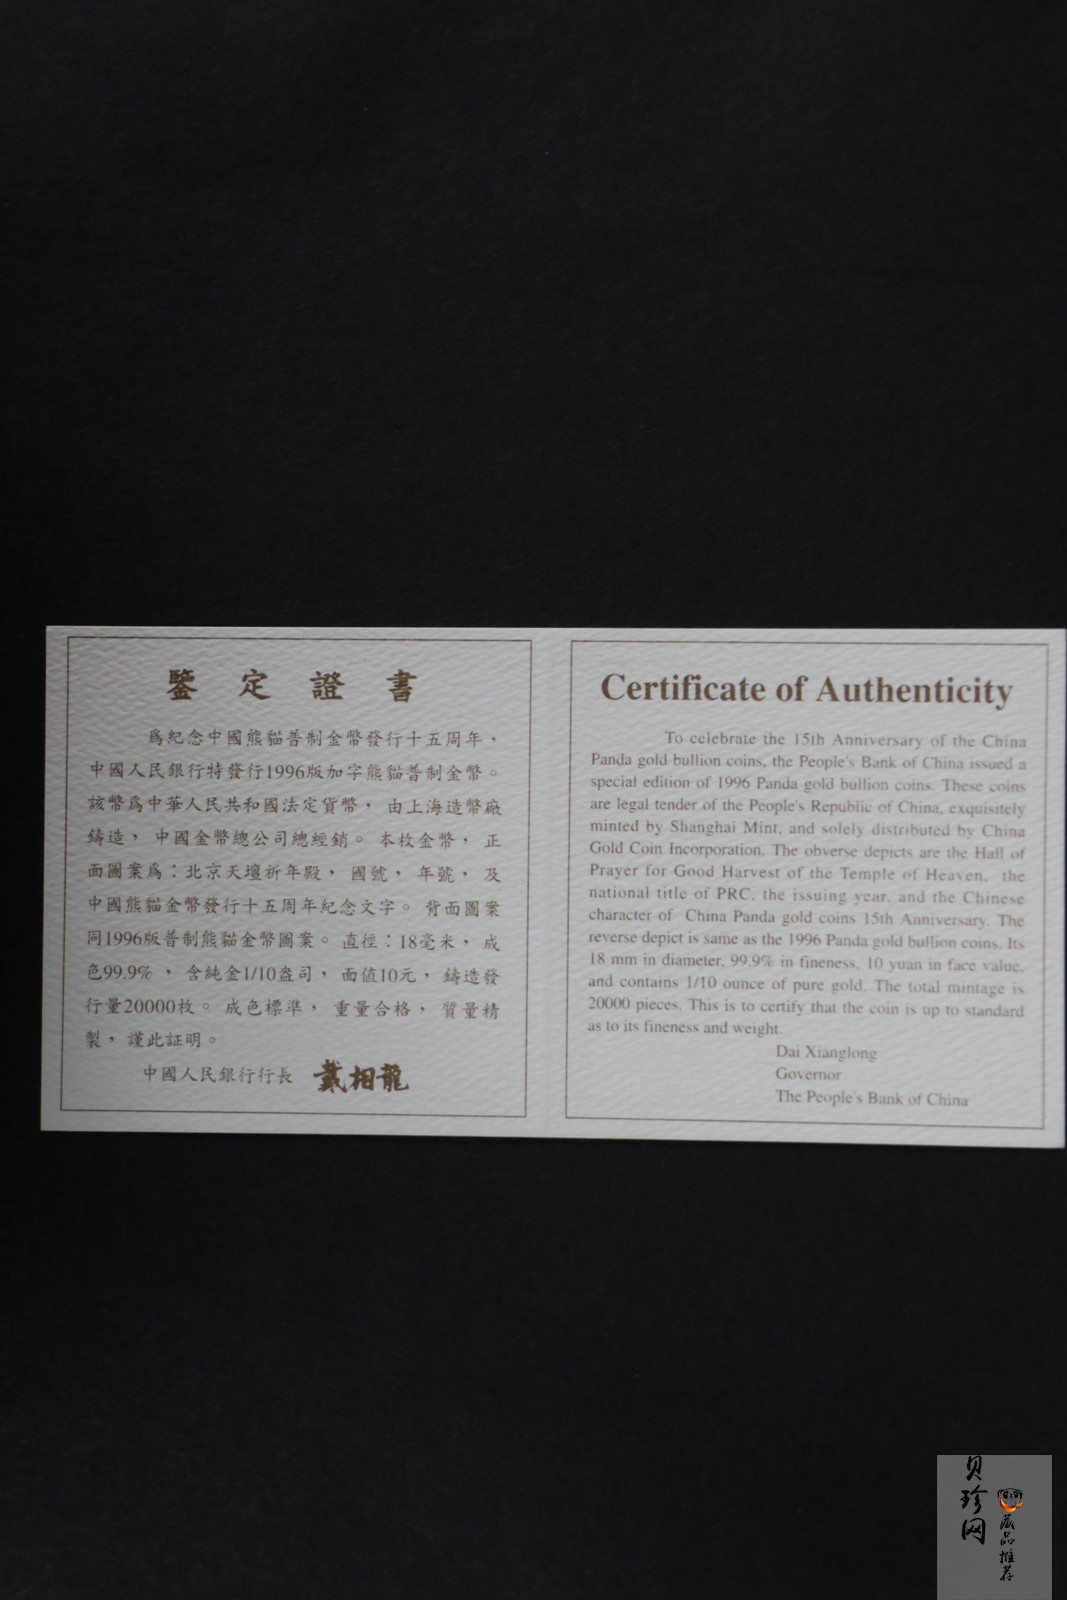 鑒定證書
爲紀念中國熊貓普制金幣發行十五周年，
中國人民銀行特發行1996版加字熊貓普制金幣。
該幣爲中華人民共和國法定貨幣，由上海造幣廠
鑄造，中國金幣總公司總經銷。本枚金幣，正
面圖案爲：北京天壇祈年殿，國號，年號，及
中國熊貓金幣發行十五周年紀念文字。背面圖案
同1996版普制熊貓金幣圖案。直徑：18毫米，成
色99.9%，含純金1/10盎司，面值10元，鑄造發
行量20000枚。成色標準，重量合格，質量精
製，謹此証明。
中國人民銀行行長 戴相龍
Certificate of Authenticity
To celebrate the 15th Anniversary of the China
Panda gold bullion coins, the People's Bank of China issued a
special edition of 1996 Panda gold bullion coins. These coins
are legal tender of the People's Republic of China, exquisitely
minted by Shanghai Mint, and solely distributed by China
Gold Coin Incorporation. The obverse depicts are the Hall of
Prayer for Good Harvest of the Temple of Heaven, the
national title of PRC, the issuing year, and the Chinese
character of China Panda gold coins 15th Anniversary. The
reverse depict is same as the 1996 Panda gold bullion coins. Its
18 mm in diameter, 99.9% in fineness, 10 yuan in face value,
and contains 1/10 ounce of pure gold. The total mintage is
20000 pieces. This is to certify that the coin is up to standard
as to its fineness and weight.
Dai Xianglong
Governor
The People's Bank of China
贝珍网
藏品推荐